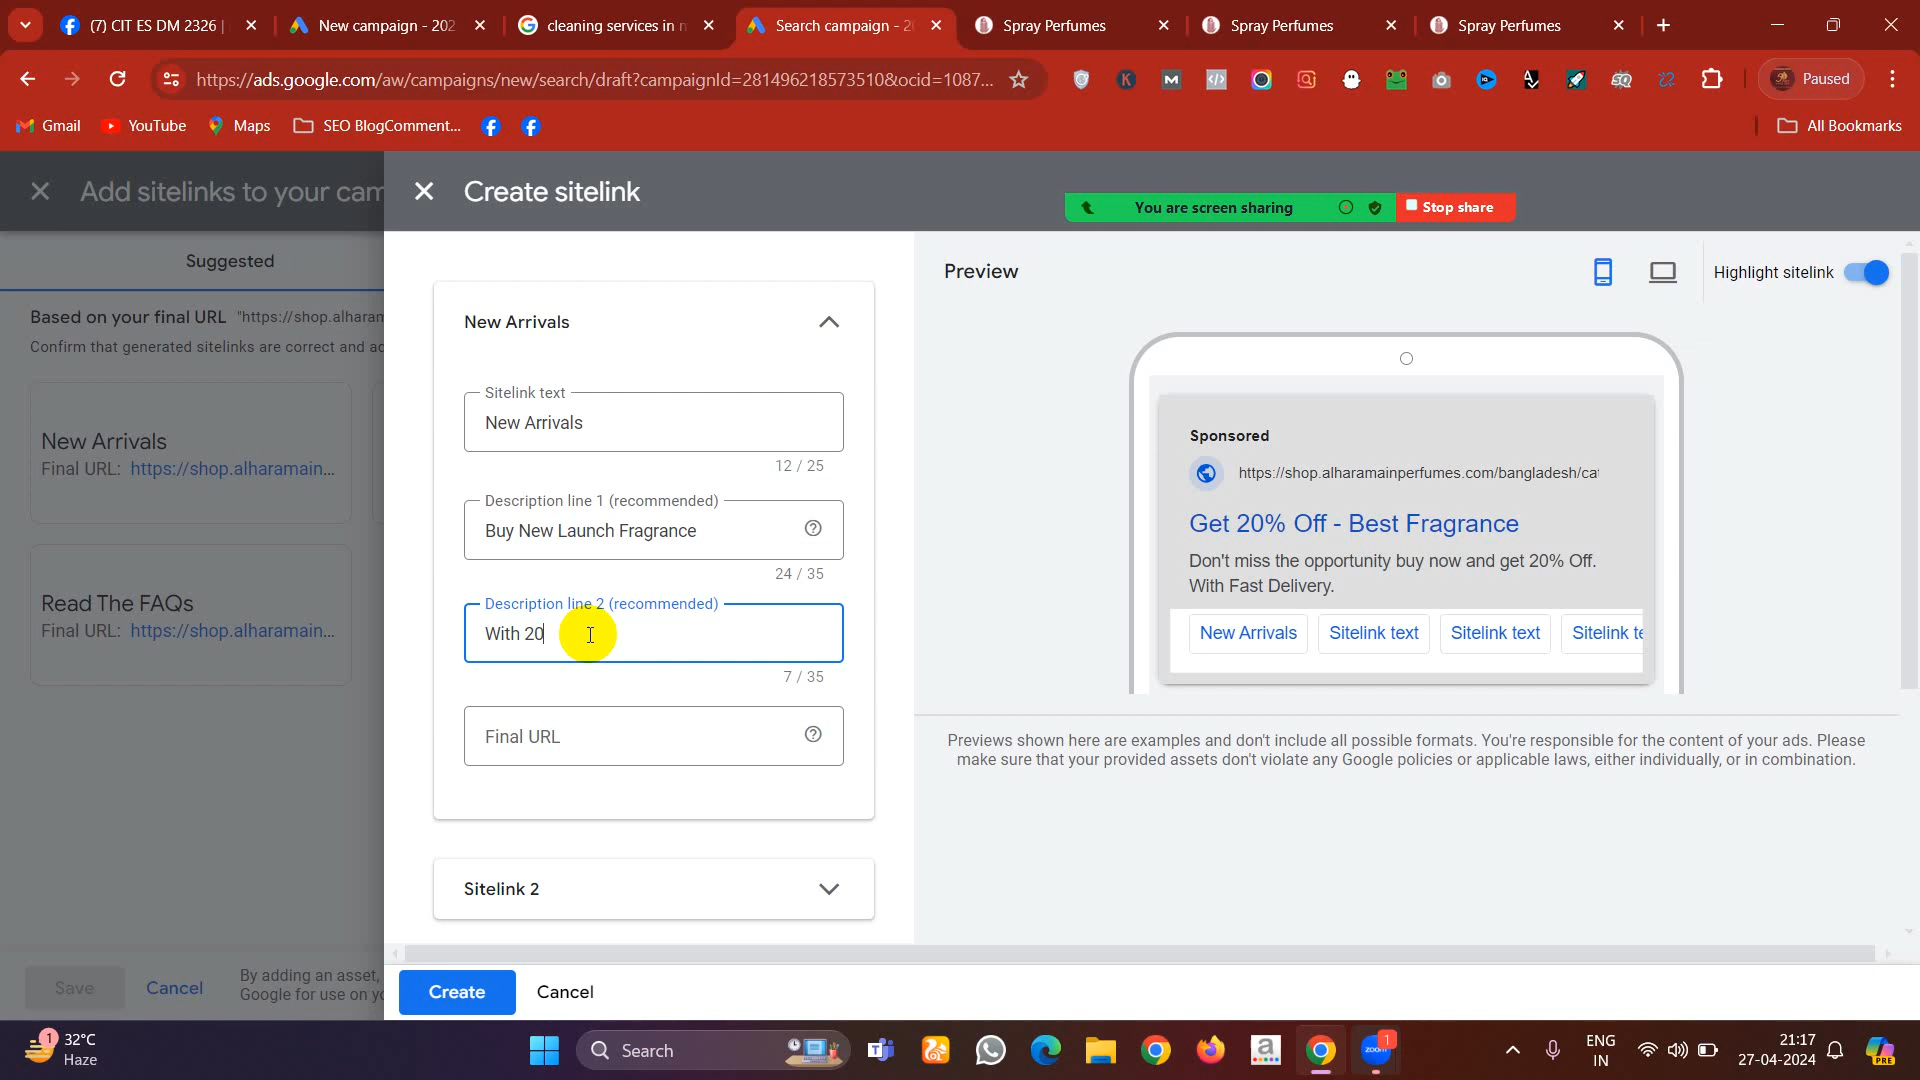 (7) CIT ES DM 2326
New campaign - 202
cleaning services in n
Search campaign - 2
Spray Perfumes
Spray Perfumes
Spray Perfumes
https://ads.google.com/aw/campaigns/new/search/draft?campaignId=281496218573510&ocid=1087...
Paused
Gmail
YouTube
Maps
SEO BlogComment...
All Bookmarks
Add sitelinks to your cam
Create sitelink
You are screen sharing
Stop share
Suggested
Based on your final URL "https://shop.alharam
Confirm that generated sitelinks are correct and ac
New Arrivals
Final URL: https://shop.alharamain...
Read The FAQs
Final URL: https://shop.alharamain...
Save
Cancel
By adding an asset,
Google for use on yo
New Arrivals
Sitelink text
New Arrivals
12 / 25
Description line 1 (recommended)
Buy New Launch Fragrance
24 / 35
Description line 2 (recommended)
With 20
7 / 35
Final URL
Sitelink 2
Create
Cancel
Preview
Highlight sitelink
Sponsored
https://shop.alharamainperfumes.com/bangladesh/cat
Get 20% Off - Best Fragrance
Don't miss the opportunity buy now and get 20% Off.
With Fast Delivery.
New Arrivals
Sitelink text
Sitelink text
Sitelink te
Previews shown here are examples and don't include all possible formats. You're responsible for the content of your ads. Please
make sure that your provided assets don't violate any Google policies or applicable laws, either individually, or in combination.
1
32°C
Haze
Search
a
zoom
1
ENG
IN
21:17
27-04-2024
PRE